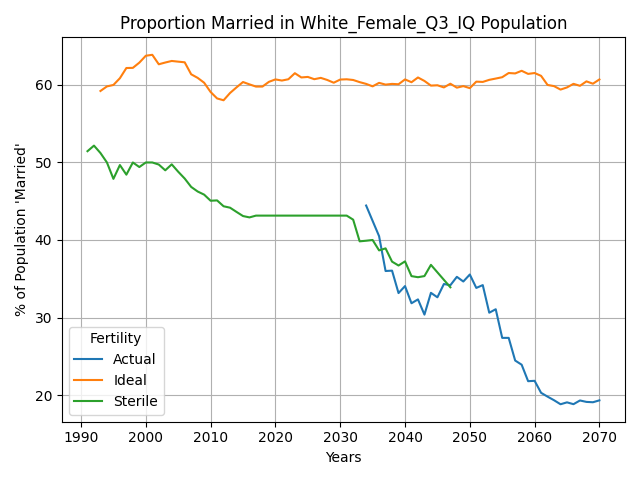 Proportion Married in White_Female_Q3_IQ Population
% of Population 'Married'
60
50
40
30
20
Fertility
Actual
Ideal
Sterile
1990 2000 2010 2020 2030 2040 2050 2060 2070
Years